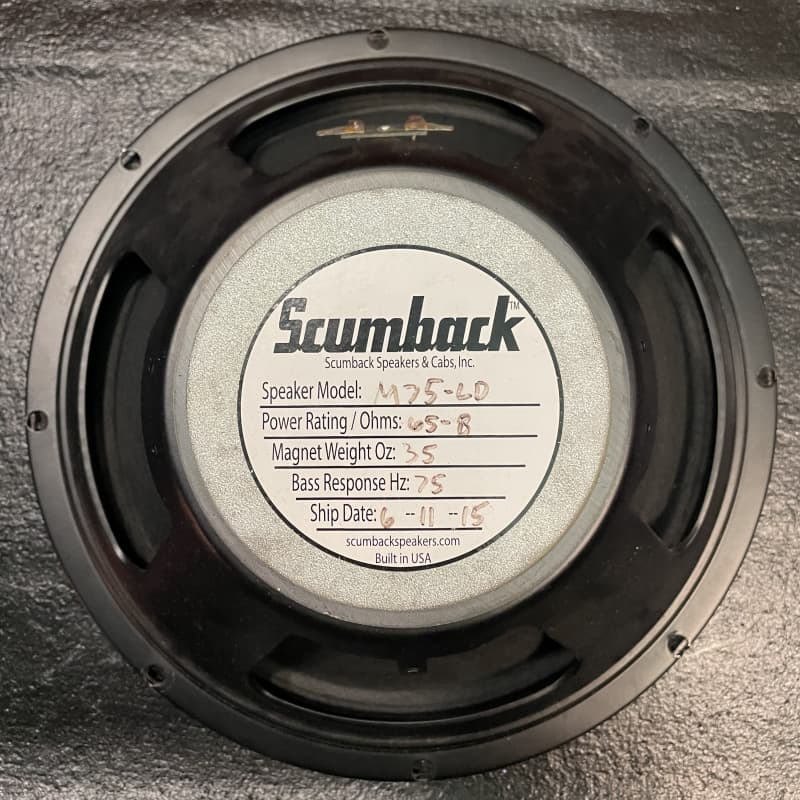 Scumback™
Scumback Speakers & Cabs, Inc.
Speaker Model: M75-LD
Power Rating / Ohms: 65-8
Magnet Weight Oz: 35
Bass Response Hz: 75
Ship Date: 6 -- 11 -- 15
scumbackspeakers.com
Built in USA